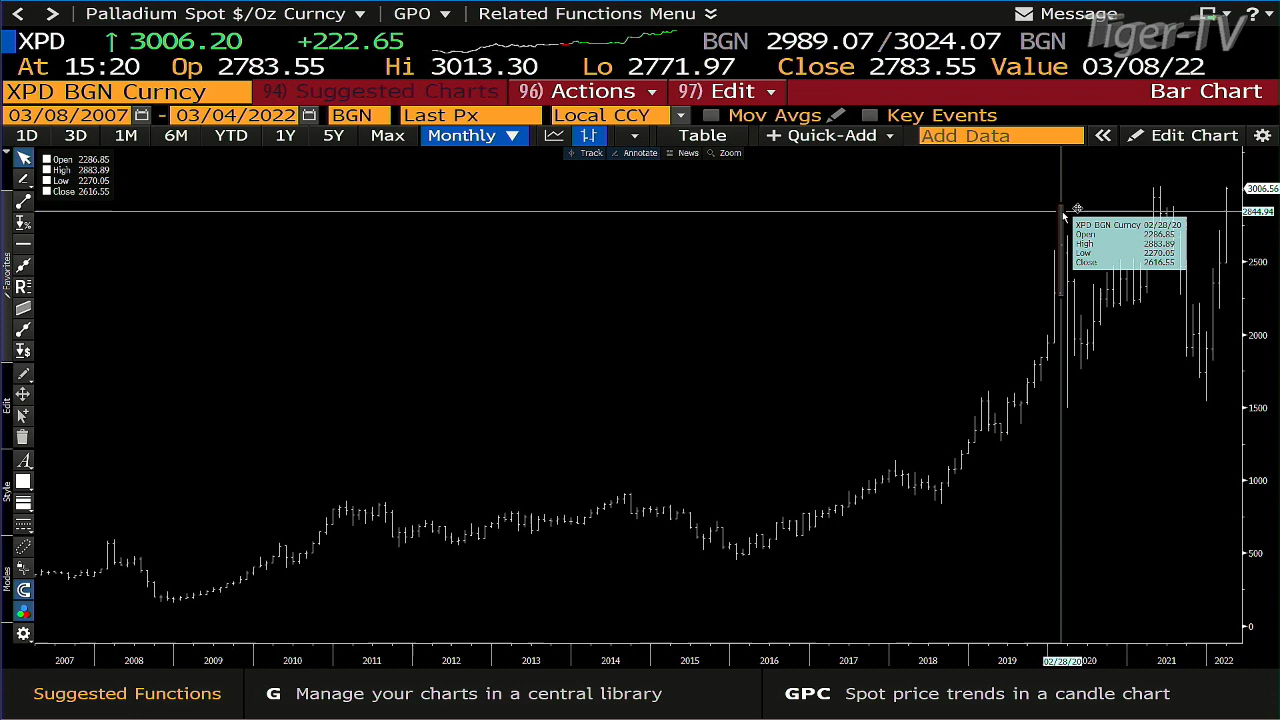 < > Palladium Spot $/Oz Curncy GPO Related Functions Menu Message ?
Tiger-TV
XPD ↑ 3006.20 +222.65 BGN 2989.07/3024.07 BGN
At 15:20 Op 2783.55 Hi 3013.30 Lo 2771.97 Close 2783.55 Value 03/08/22
XPD BGN Curncy 94) Suggested Charts 96) Actions 97) Edit Bar Chart
03/08/2007 - 03/04/2022 BGN Last Px Local CCY Mov Avgs Key Events
1D 3D 1M 6M YTD 1Y 5Y Max Monthly ▼ Table + Quick-Add Add Data « Edit Chart
Track Annotate News Zoom
Open 2286.85
High 2883.89
Low 2270.05
Close 2616.55
3006.56
2844.94
XPD BGN Curncy 02/28/20
Open 2286.85
High 2883.89
Low 2270.05
Close 2616.55
2500
2000
1500
1000
500
0
Favorites
Edit
Style
Modes
2007 2008 2009 2010 2011 2012 2013 2014 2015 2016 2017 2018 2019 02/28/20 020 2021 2022
Suggested Functions G Manage your charts in a central library GPC Spot price trends in a candle chart